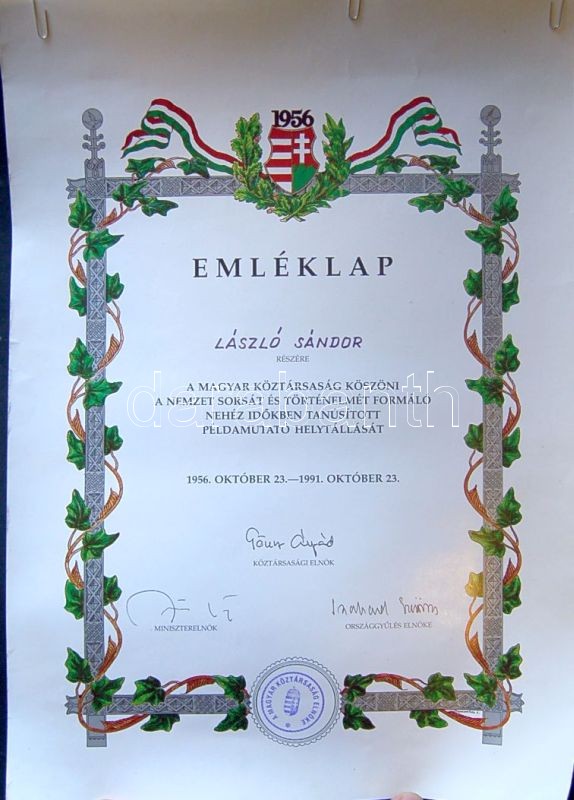 1956
EMLÉKLAP
LÁSZLÓ SÁNDOR
RÉSZÉRE
A MAGYAR KÖZTÁRSASÁG KÖSZÖNI
A NEMZET SORSÁT ÉS TÖRTÉNELMÉT FORMÁLÓ
NEHÉZ IDŐKBEN TANÚSÍTOTT
PÉLDAMUTATÓ HELYTÁLLÁSÁT
darabanth
1956. OKTÓBER 23.—1991. OKTÓBER 23.
Göncz Árpád
KÖZTÁRSASÁGI ELNÖK
MINISZTERELNÖK
ORSZÁGGYŰLÉS ELNÖKE
A MAGYAR KÖZTÁRSASÁG ELNÖKE